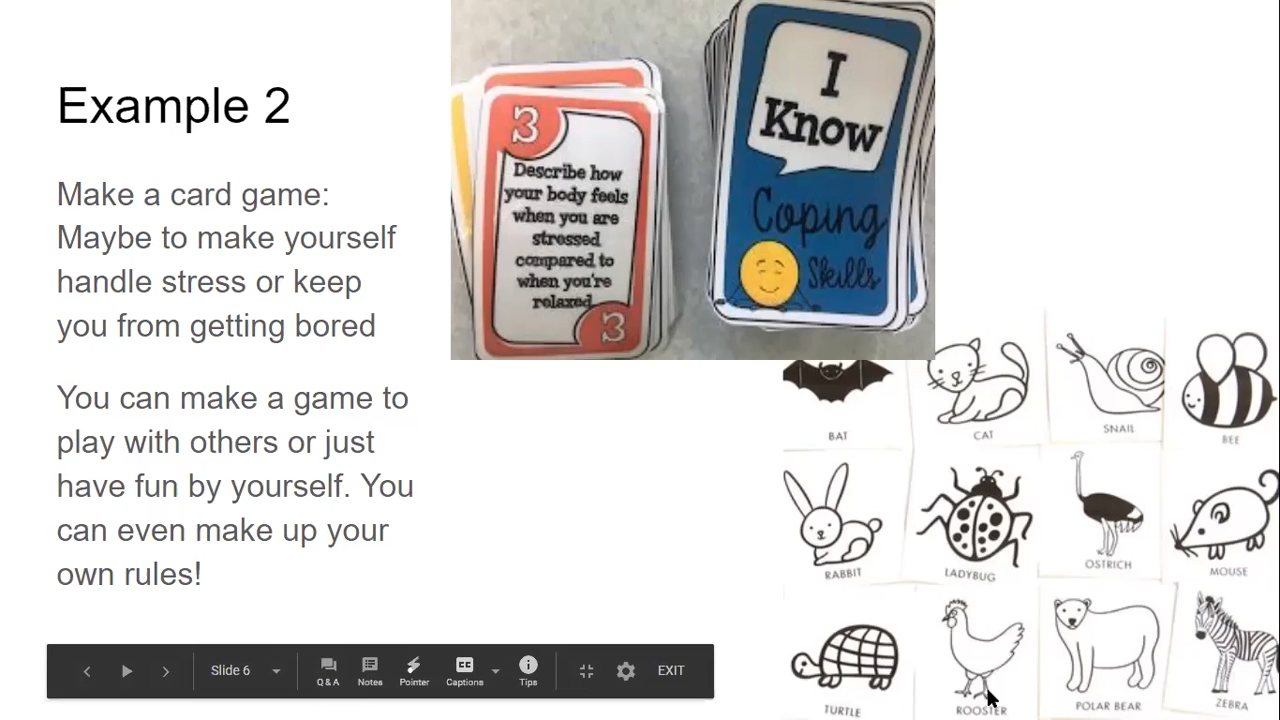 Example 2
Make a card game:
Maybe to make yourself
handle stress or keep
you from getting bored
You can make a game to
play with others or just
have fun by yourself. You
can even make up your
own rules!
3
Describe how
your body feels
when you are
stressed
compared to
when you're
relaxed
3
I
Know
Coping
Skills
BAT
CAT
SNAIL
BEE
RABBIT
LADYBUG
OSTRICH
MOUSE
TURTLE
ROOSTER
POLAR BEAR
ZEBRA
Slide 6
Q & A
Notes
Pointer
Captions
Tips
EXIT